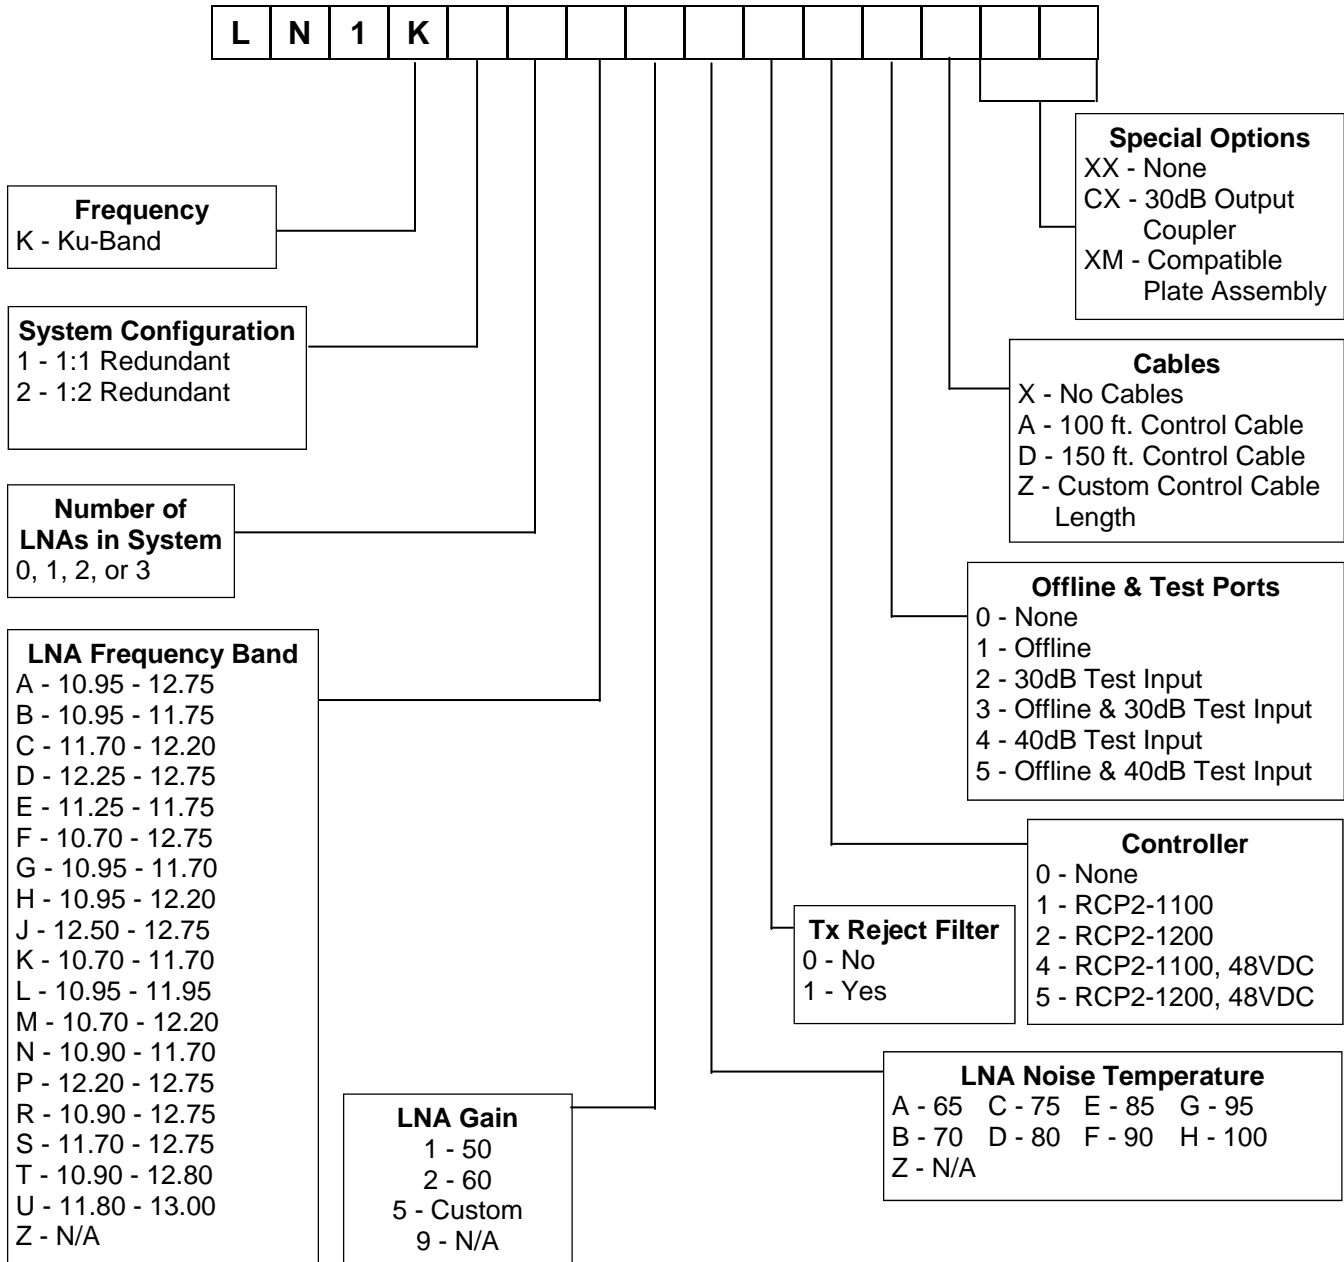 L N 1 K
Special Options
XX - None
CX - 30dB Output
Coupler
XM - Compatible
Plate Assembly
Frequency
K - Ku-Band
System Configuration
1 - 1:1 Redundant
2 - 1:2 Redundant
Cables
X - No Cables
A - 100 ft. Control Cable
D - 150 ft. Control Cable
Z - Custom Control Cable
Length
Number of
LNAs in System
0, 1, 2, or 3
Offline & Test Ports
0 - None
1 - Offline
2 - 30dB Test Input
3 - Offline & 30dB Test Input
4 - 40dB Test Input
5 - Offline & 40dB Test Input
LNA Frequency Band
A - 10.95 - 12.75
B - 10.95 - 11.75
C - 11.70 - 12.20
D - 12.25 - 12.75
E - 11.25 - 11.75
F - 10.70 - 12.75
G - 10.95 - 11.70
H - 10.95 - 12.20
J - 12.50 - 12.75
K - 10.70 - 11.70
L - 10.95 - 11.95
M - 10.70 - 12.20
N - 10.90 - 11.70
P - 12.20 - 12.75
R - 10.90 - 12.75
S - 11.70 - 12.75
T - 10.90 - 12.80
U - 11.80 - 13.00
Z - N/A
Controller
0 - None
1 - RCP2-1100
2 - RCP2-1200
4 - RCP2-1100, 48VDC
5 - RCP2-1200, 48VDC
Tx Reject Filter
0 - No
1 - Yes
LNA Noise Temperature
A - 65 C - 75 E - 85 G - 95
B - 70 D - 80 F - 90 H - 100
Z - N/A
LNA Gain
1 - 50
2 - 60
5 - Custom
9 - N/A